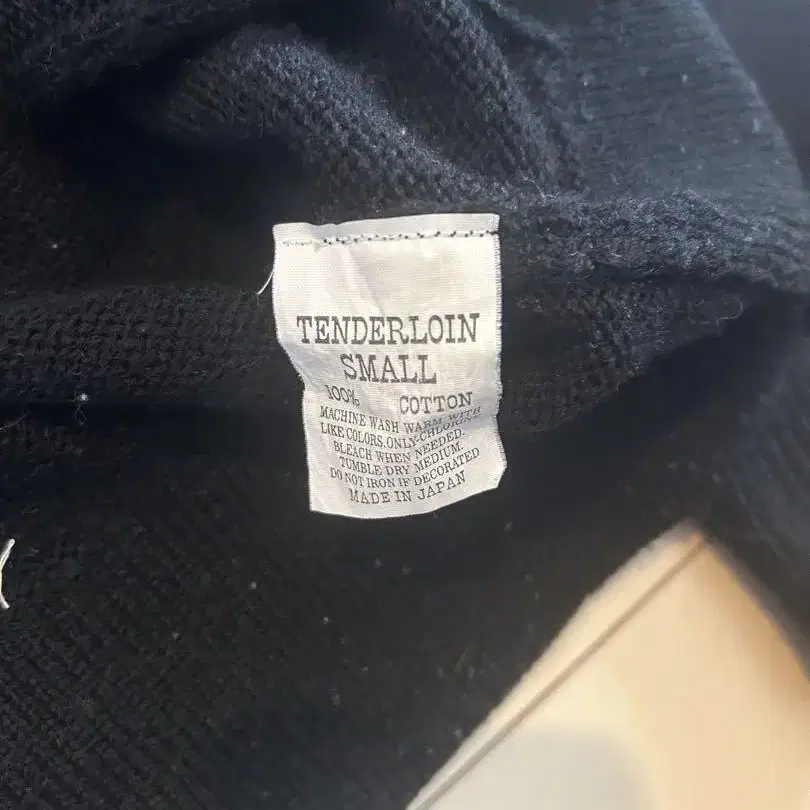 TENDERLOIN
SMALL
100% COTTON
MACHINE WASH WARM WITH
LIKE COLORS.ONLY-CHLORINE
BLEACH WHEN NEEDED.
TUMBLE DRY MEDIUM.
DO NOT IRON IF DECORATED
MADE IN JAPAN